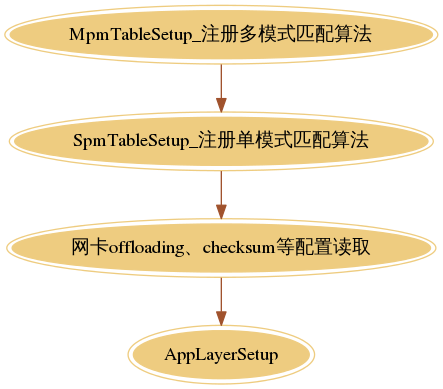 MpmTableSetup_注册多模式匹配算法
SpmTableSetup_注册单模式匹配算法
网卡offloading、checksum等配置读取
AppLayerSetup